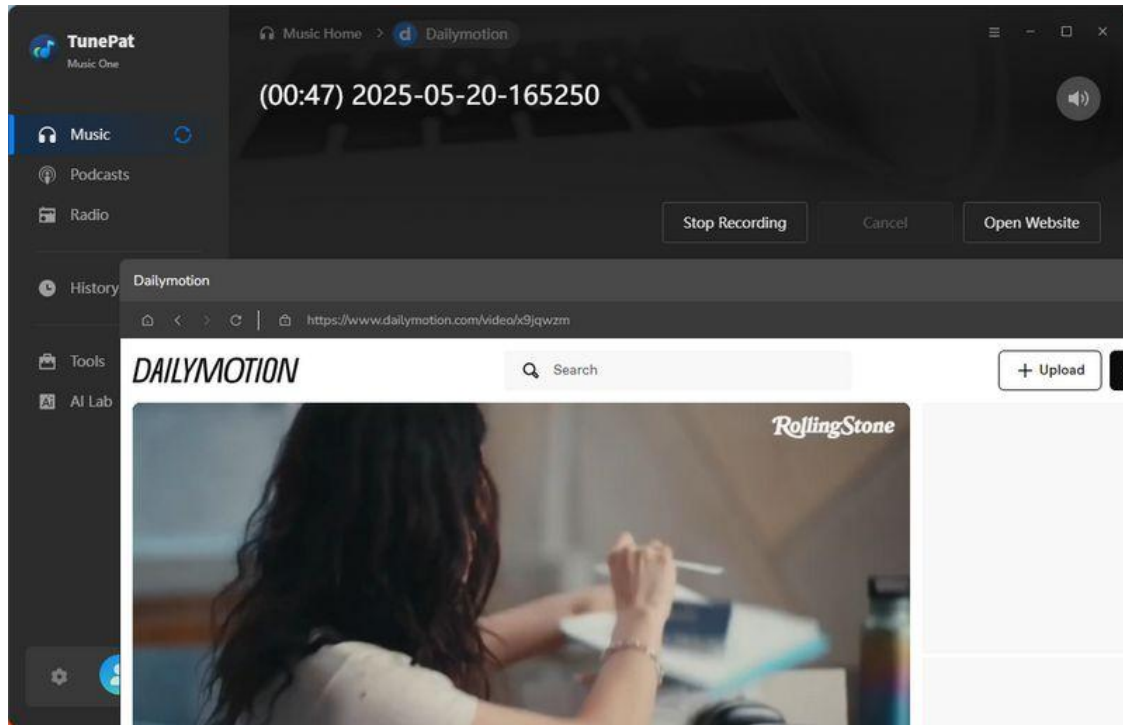 TunePat
Music One
Music Home > d Dailymotion
(00:47) 2025-05-20-165250
Music
Podcasts
Radio
Stop Recording
Cancel
Open Website
History
Dailymotion
https://www.dailymotion.com/video/x9jqwzm
Tools
AI Lab
Ai
DAILYMOTION
Search
+ Upload
RollingStone